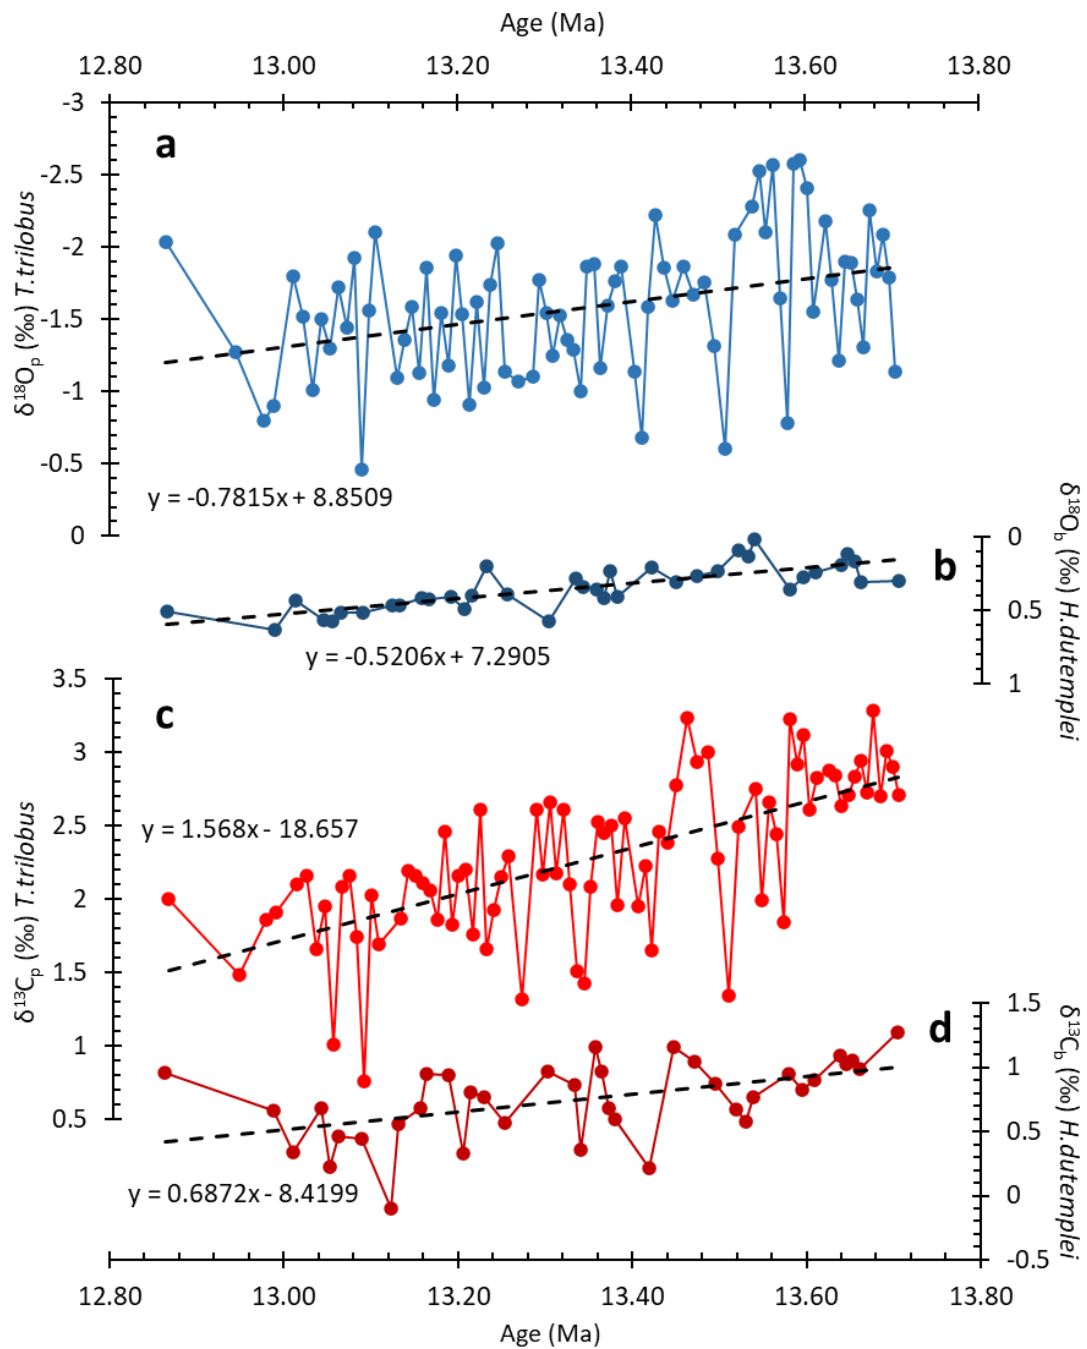 Age (Ma)
12.80 13.00 13.20 13.40 13.60 13.80
-3
a
-2.5
-2
-1.5
-1
-0.5
0
δ¹⁸Oₚ (‰) T.trilobus
y = -0.7815x + 8.8509
0
b
0.5
1
δ¹⁸O_b (‰) H.dutemplei
y = -0.5206x + 7.2905
3.5
c
3
2.5
2
1.5
1
0.5
δ¹³Cₚ (‰) T.trilobus
y = 1.568x - 18.657
1.5
d
1
0.5
0
-0.5
δ¹³C_b (‰) H.dutemplei
y = 0.6872x - 8.4199
12.80 13.00 13.20 13.40 13.60 13.80
Age (Ma)